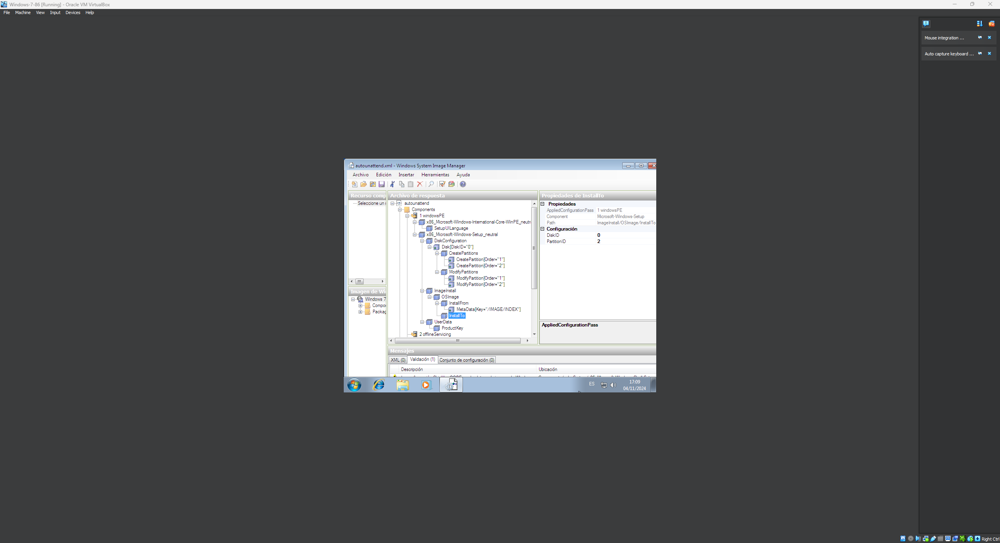 Windows-7-86 [Running] - Oracle VM VirtualBox
File Machine View Input Devices Help
Mouse integration ...
Auto capture keyboard ...
autounattend.xml - Windows System Image Manager
Archivo Edición Insertar Herramientas Ayuda
Recurso comp
Seleccione un
Imagen de Wi
Windows 7
Compo
Packag
Archivo de respuesta
autounattend
Components
1 windowsPE
x86_Microsoft-Windows-International-Core-WinPE_neutr
SetupUILanguage
x86_Microsoft-Windows-Setup_neutral
DiskConfiguration
Disk[DiskID="0"]
CreatePartitions
CreatePartition[Order="1"]
CreatePartition[Order="2"]
ModifyPartitions
ModifyPartition[Order="1"]
ModifyPartition[Order="2"]
ImageInstall
OSImage
InstallFrom
MetaData[Key="/IMAGE/INDEX"]
InstallTo
UserData
ProductKey
2 offlineServicing
Propiedades de InstallTo
Propiedades
AppliedConfigurationPass 1 windowsPE
Component Microsoft-Windows-Setup
Path ImageInstall/OSImage/InstallTo
Configuración
DiskID 0
PartitionID 2
AppliedConfigurationPass
Mensajes
XML (0) Validación (1) Conjunto de configuración (0)
Descripción Ubicación
ES
17:09
04/11/2024
Right Ctrl